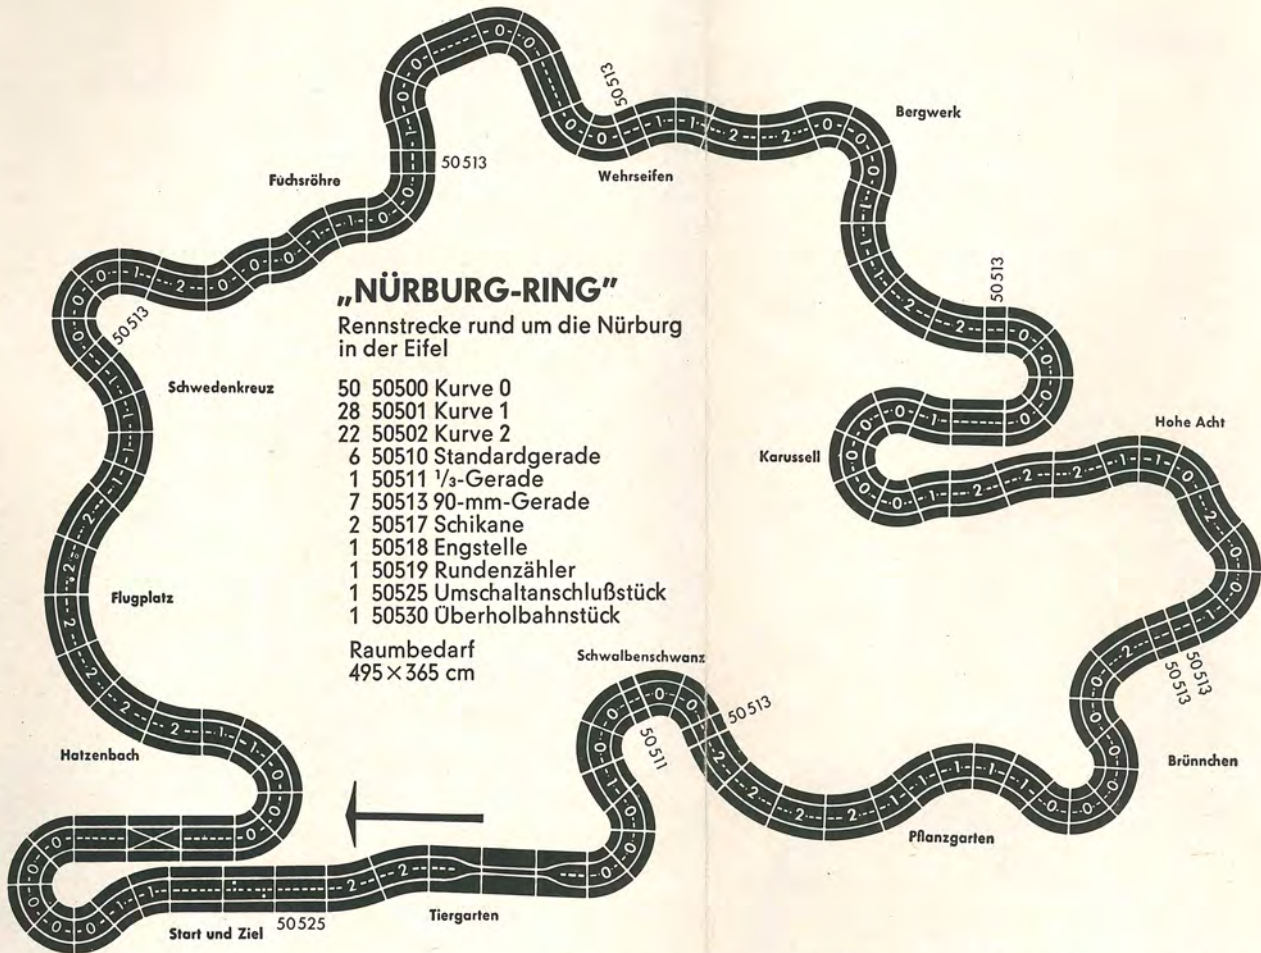 „NÜRBURG-RING”
Rennstrecke rund um die Nürburg
in der Eifel
50 50500 Kurve 0
28 50501 Kurve 1
22 50502 Kurve 2
6 50510 Standardgerade
1 50511 ¹/₃-Gerade
7 50513 90-mm-Gerade
2 50517 Schikane
1 50518 Engstelle
1 50519 Rundenzähler
1 50525 Umschaltanschlußstück
1 50530 Überholbahnstück
Raumbedarf
495 × 365 cm
50513
Bergwerk
50513
Fuchsröhre
Wehrseifen
50513
50513
Schwedenkreuz
Hohe Acht
Karussell
Flugplatz
Schwalbenschwanz
50513
50513
50513
50511
Hatzenbach
Brünnchen
Pflanzgarten
Tiergarten
50525
Start und Ziel